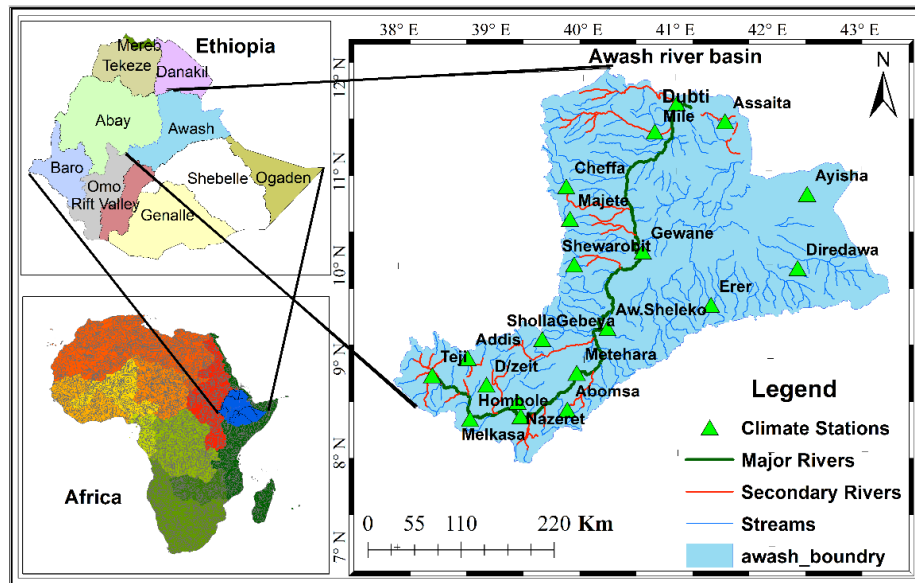 Ethiopia
Mereb
Tekeze
Danakil
Abay
Awash
Baro
Shebelle
Ogaden
Omo
Rift Valley
Genalle
Africa
38° E 39° E 40° E 41° E 42° E 43° E
12° N
11° N
10° N
9° N
8° N
7° N
Awash river basin
N
Dubti
Mile
Assaita
Cheffa
Ayisha
Majete
Gewane
Shewarobit
Diredawa
Erer
Aw.Sheleko
ShollaGebeya
Addis
Teji
Metehara
D/zeit
Abomsa
Hombole
Nazeret
Melkasa
Legend
Climate Stations
Major Rivers
Secondary Rivers
Streams
awash_boundry
0 55 110 220 Km